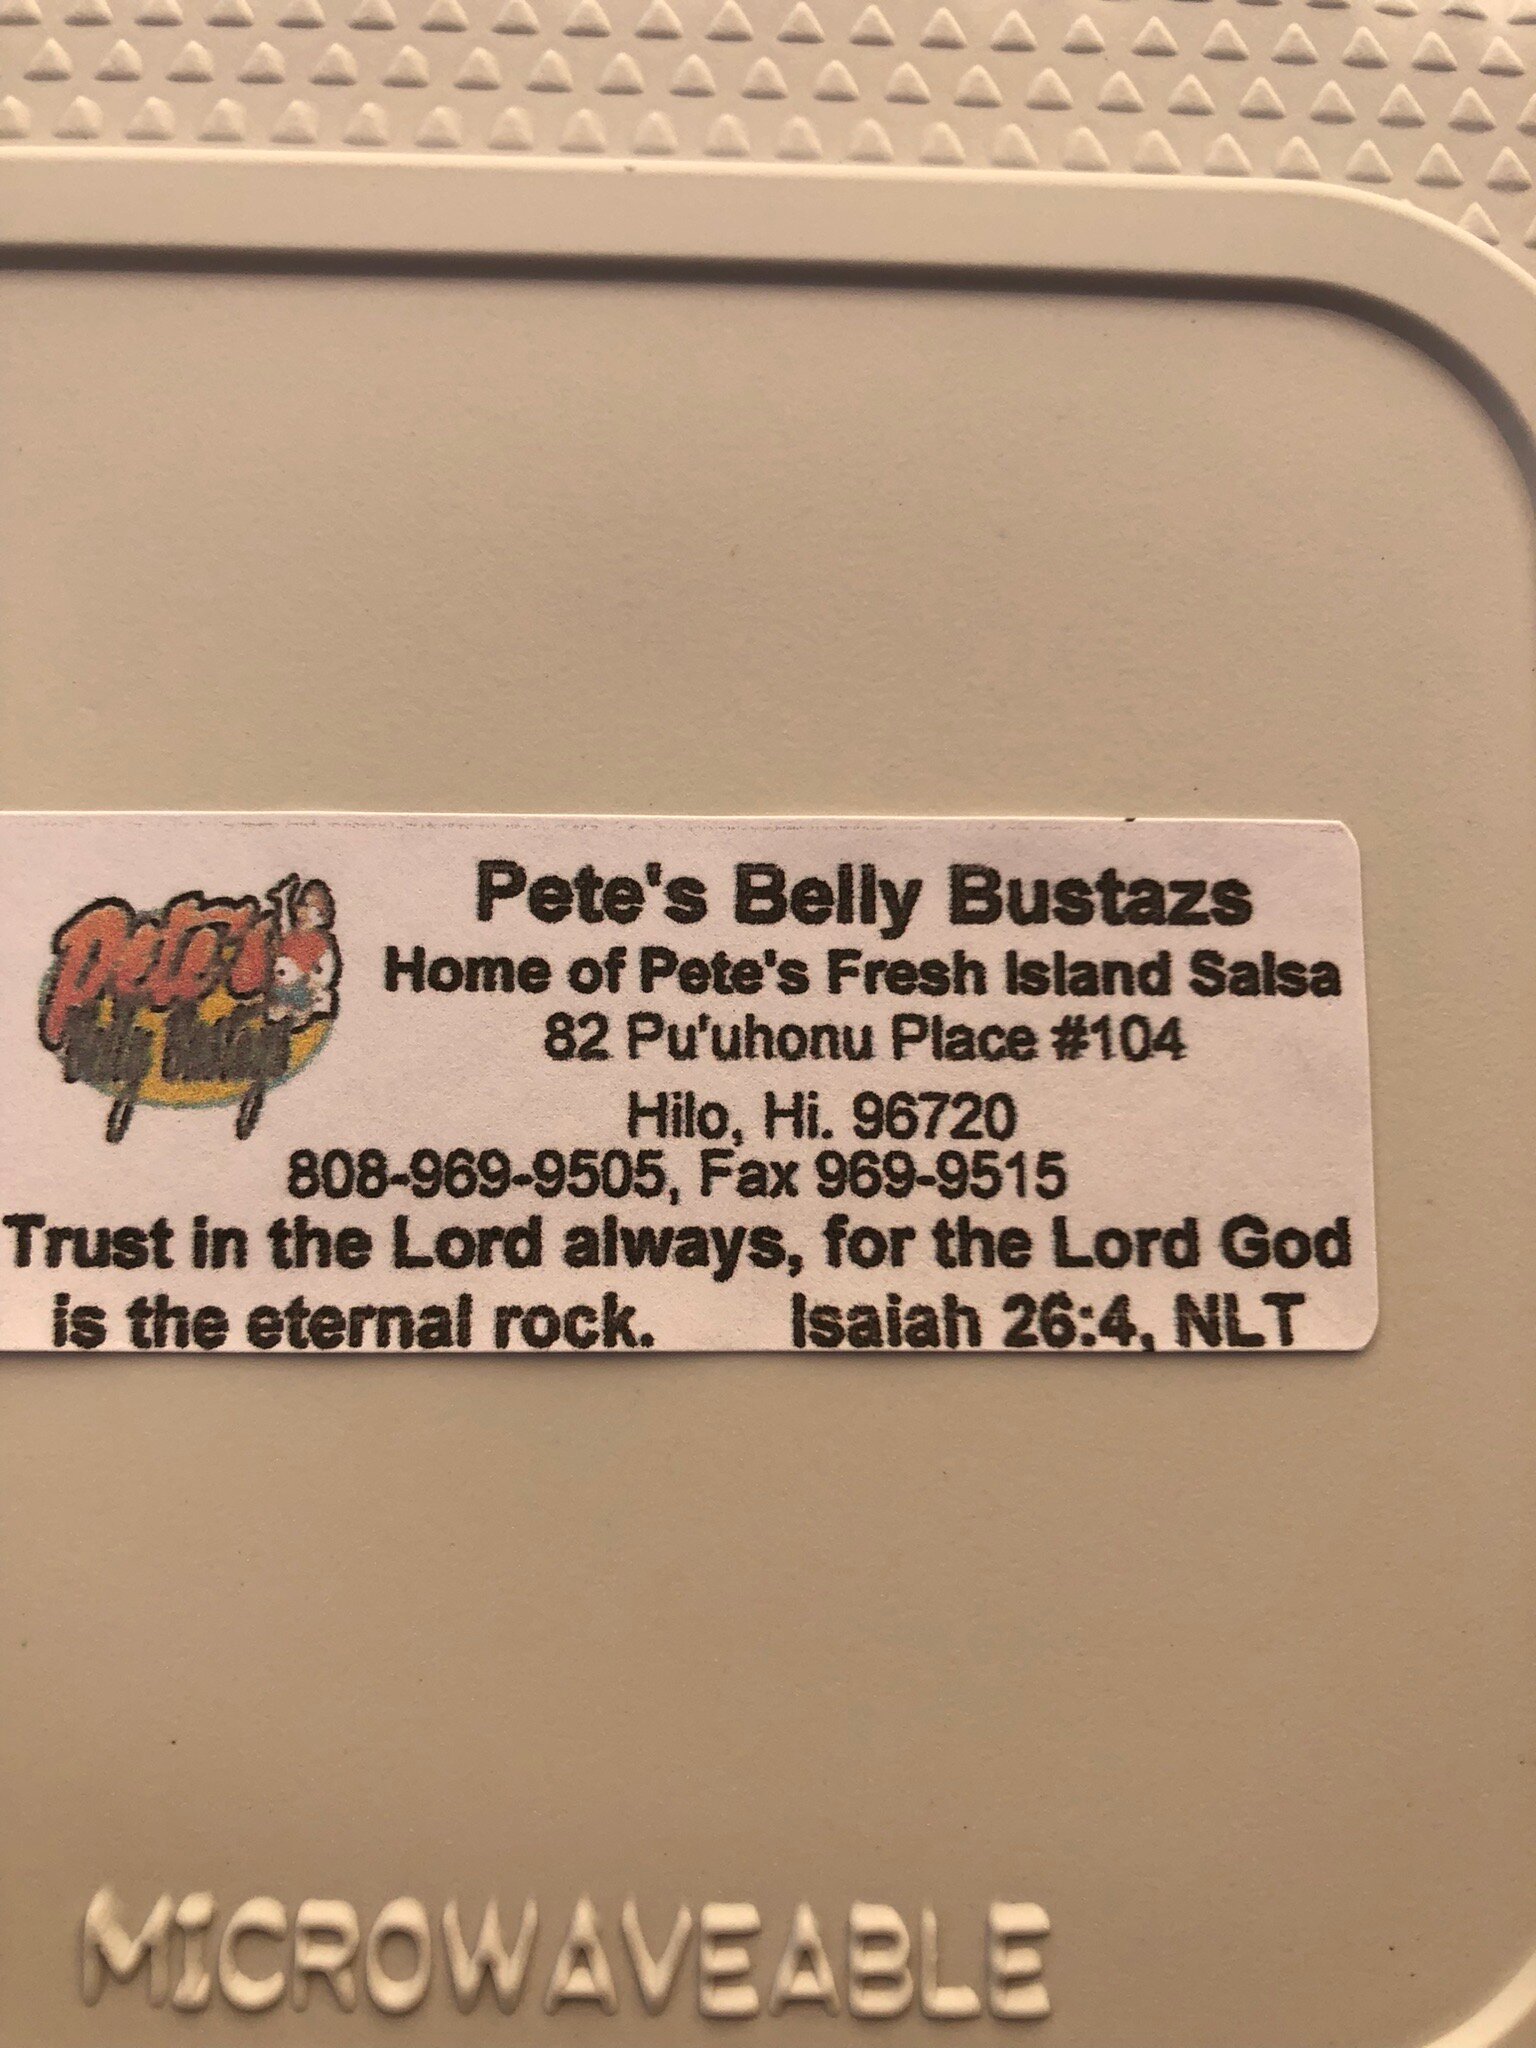 Pete's
Belly Bustazs
Pete's Belly Bustazs
Home of Pete's Fresh Island Salsa
82 Pu'uhonu Place #104
Hilo, Hi. 96720
808-969-9505, Fax 969-9515
Trust in the Lord always, for the Lord God
is the eternal rock. Isaiah 26:4, NLT
MICROWAVEABLE